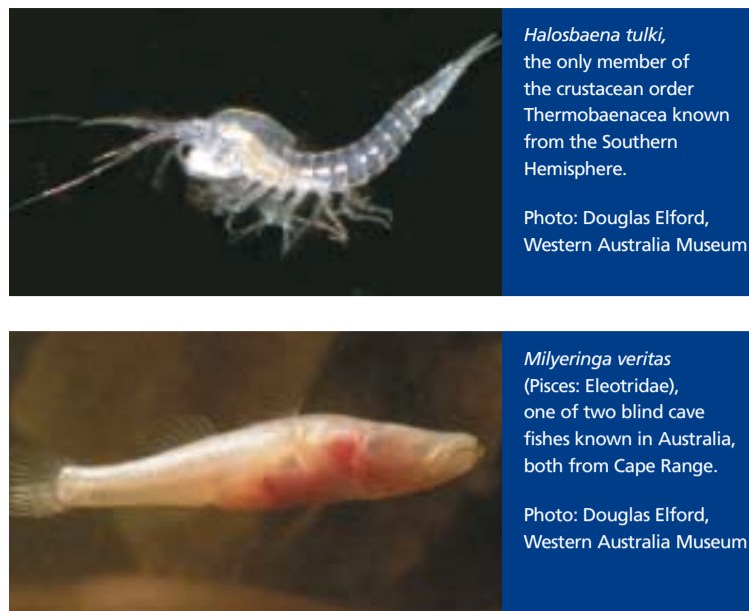 Halosbaena tulki,
the only member of
the crustacean order
Thermobaenacea known
from the Southern
Hemisphere.
Photo: Douglas Elford,
Western Australia Museum
Milyeringa veritas
(Pisces: Eleotridae),
one of two blind cave
fishes known in Australia,
both from Cape Range.
Photo: Douglas Elford,
Western Australia Museum